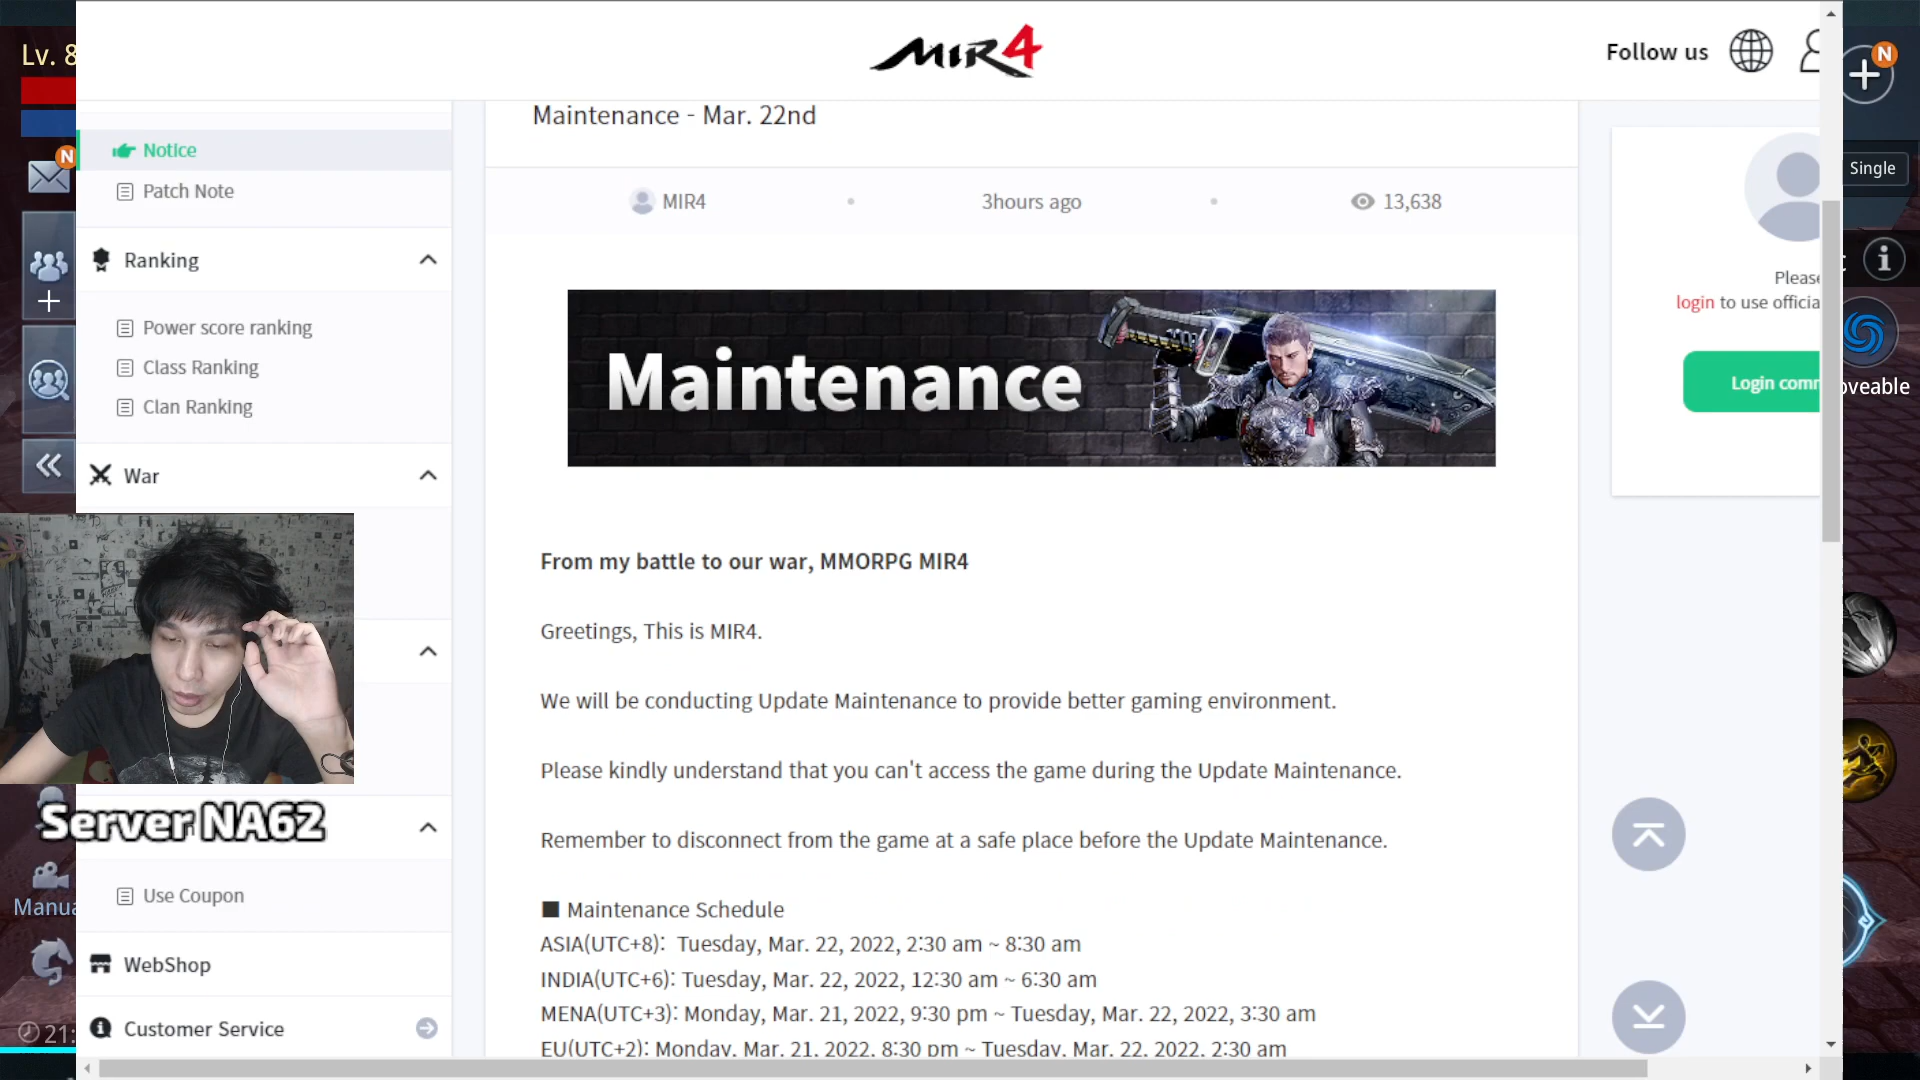 Lv. 8
MIR4
Follow us
N
N
Maintenance - Mar. 22nd
Notice
Patch Note
MIR4
3hours ago
13,638
Single
Ranking
Power score ranking
Class Ranking
Clan Ranking
War
Maintenance
Please
login to use officia
Login comm
oveable
From my battle to our war, MMORPG MIR4
Greetings, This is MIR4.
We will be conducting Update Maintenance to provide better gaming environment.
Please kindly understand that you can't access the game during the Update Maintenance.
Remember to disconnect from the game at a safe place before the Update Maintenance.
Server NA62
Use Coupon
Manua
WebShop
Customer Service
21:
■ Maintenance Schedule
ASIA(UTC+8): Tuesday, Mar. 22, 2022, 2:30 am ~ 8:30 am
INDIA(UTC+6): Tuesday, Mar. 22, 2022, 12:30 am ~ 6:30 am
MENA(UTC+3): Monday, Mar. 21, 2022, 9:30 pm ~ Tuesday, Mar. 22, 2022, 3:30 am
EU(UTC+2): Monday, Mar. 21, 2022, 8:30 pm ~ Tuesday, Mar. 22, 2022, 2:30 am